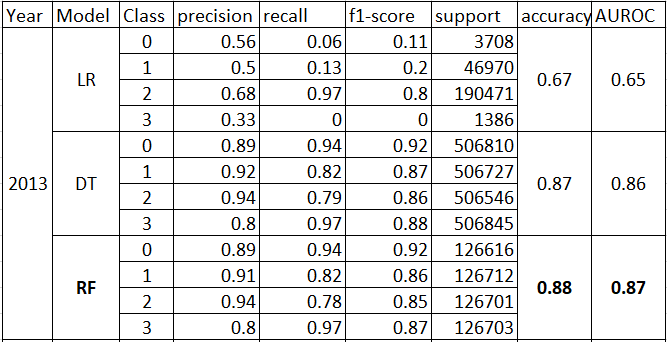 Year Model Class precision recall f1-score support accuracy AUROC
0 0.56 0.06 0.11 3708
1 0.5 0.13 0.2 46970
LR 0.67 0.65
2 0.68 0.97 0.8 190471
3 0.33 0 0 1386
0 0.89 0.94 0.92 506810
1 0.92 0.82 0.87 506727
2013 DT 0.87 0.86
2 0.94 0.79 0.86 506546
3 0.8 0.97 0.88 506845
0 0.89 0.94 0.92 126616
1 0.91 0.82 0.86 126712
RF 0.88 0.87
2 0.94 0.78 0.85 126701
3 0.8 0.97 0.87 126703